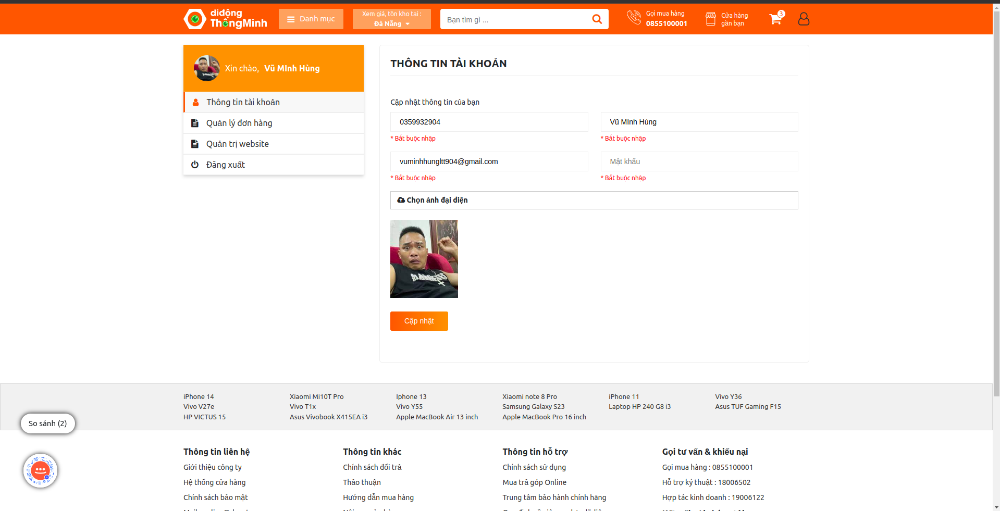 diđộng
ThôngMinh
Danh mục
Xem giá, tồn kho tại :
Đà Nẵng
Bạn tìm gì ...
Gọi mua hàng
0855100001
Cửa hàng
gần bạn
3
Xin chào, Vũ MInh Hùng
Thông tin tài khoản
Quản lý đơn hàng
Quản trị website
Đăng xuất
THÔNG TIN TÀI KHOẢN
Cập nhật thông tin của bạn
0359932904
Vũ MInh Hùng
* Bắt buộc nhập
* Bắt buộc nhập
vuminhhungltt904@gmail.com
Mật khẩu
* Bắt buộc nhập
* Bắt buộc nhập
Chọn ảnh đại diện
Cập nhật
iPhone 14
Xiaomi Mi10T Pro
Iphone 13
Xiaomi note 8 Pro
iPhone 11
Vivo Y36
Vivo V27e
Vivo T1x
Vivo Y55
Samsung Galaxy S23
Laptop HP 240 G8 i3
Asus TUF Gaming F15
HP VICTUS 15
Asus Vivobook X415EA i3
Apple MacBook Air 13 inch
Apple MacBook Pro 16 inch
So sánh (2)
Thông tin liên hệ
Thông tin khác
Thông tin hỗ trợ
Gọi tư vấn & khiếu nại
Giới thiệu công ty
Chính sách đổi trả
Chính sách sử dụng
Gọi mua hàng : 0855100001
Hệ thống cửa hàng
Thảo thuận
Mua trả góp Online
Hỗ trợ ký thuật : 18006502
Chính sách bảo mật
Hướng dẫn mua hàng
Trung tâm bảo hành chính hãng
Hợp tác kinh doanh : 19006122